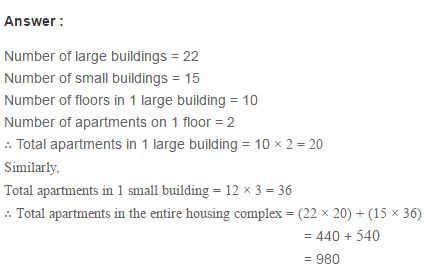 Answer :
Number of large buildings = 22
Number of small buildings = 15
Number of floors in 1 large building = 10
Number of apartments on 1 floor = 2
∴ Total apartments in 1 large building = 10 × 2 = 20
Similarly,
Total apartments in 1 small building = 12 × 3 = 36
∴ Total apartments in the entire housing complex = (22 × 20) + (15 × 36)
= 440 + 540
= 980